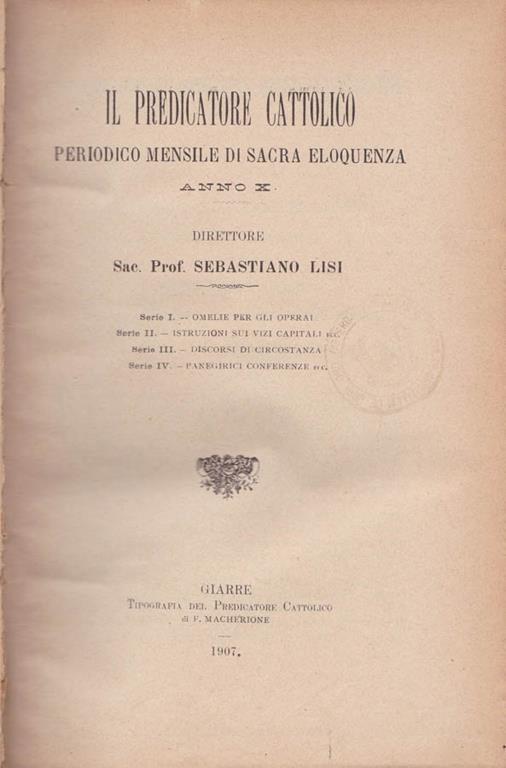 IL PREDICATORE CATTOLICO
PERIODICO MENSILE DI SACRA ELOQUENZA
ANNO X.
DIRETTORE
Sac. Prof. SEBASTIANO LISI
Serie I. — OMELIE PER GLI OPERAI.
Serie II. — ISTRUZIONI SUI VIZI CAPITALI ecc.
Serie III. — DISCORSI DI CIRCOSTANZA
Serie IV. — PANEGIRICI CONFERENZE ecc.
GIARRE
TIPOGRAFIA DEL PREDICATORE CATTOLICO
di F. MACHERIONE
1907.